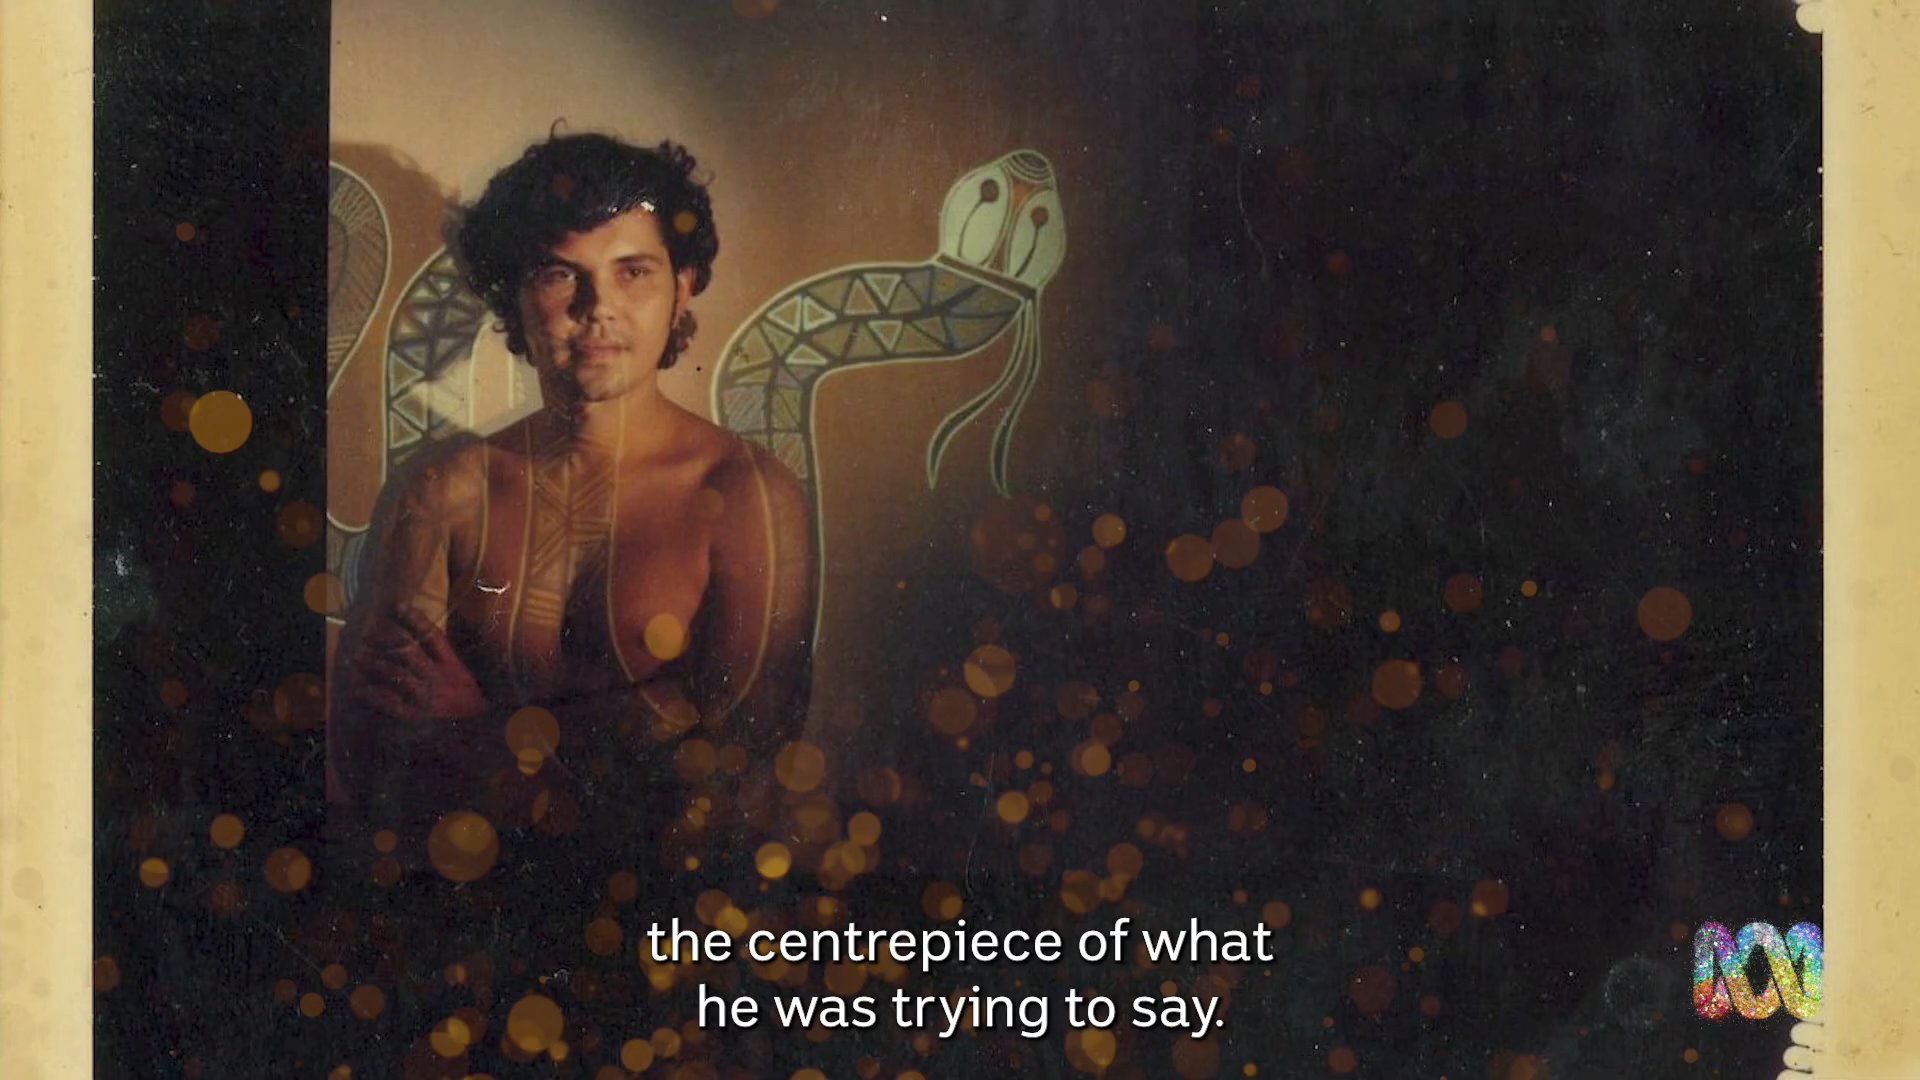 the centrepiece of what
he was trying to say.